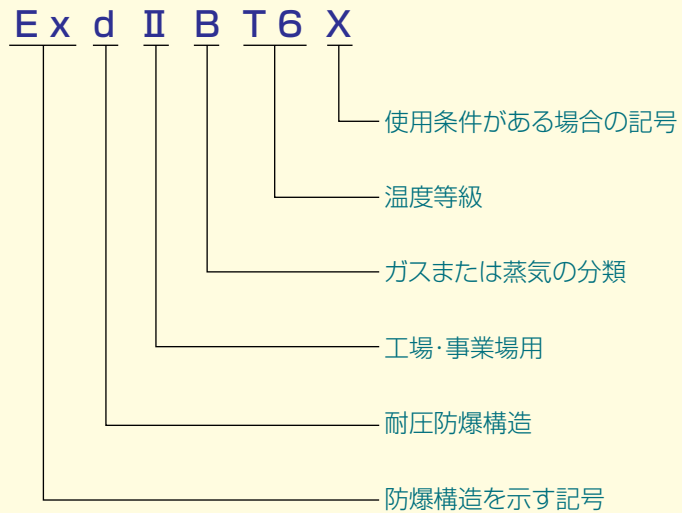 Ex d Ⅱ B T6 X
使用条件がある場合の記号
温度等級
ガスまたは蒸気の分類
工場･事業場用
耐圧防爆構造
防爆構造を示す記号